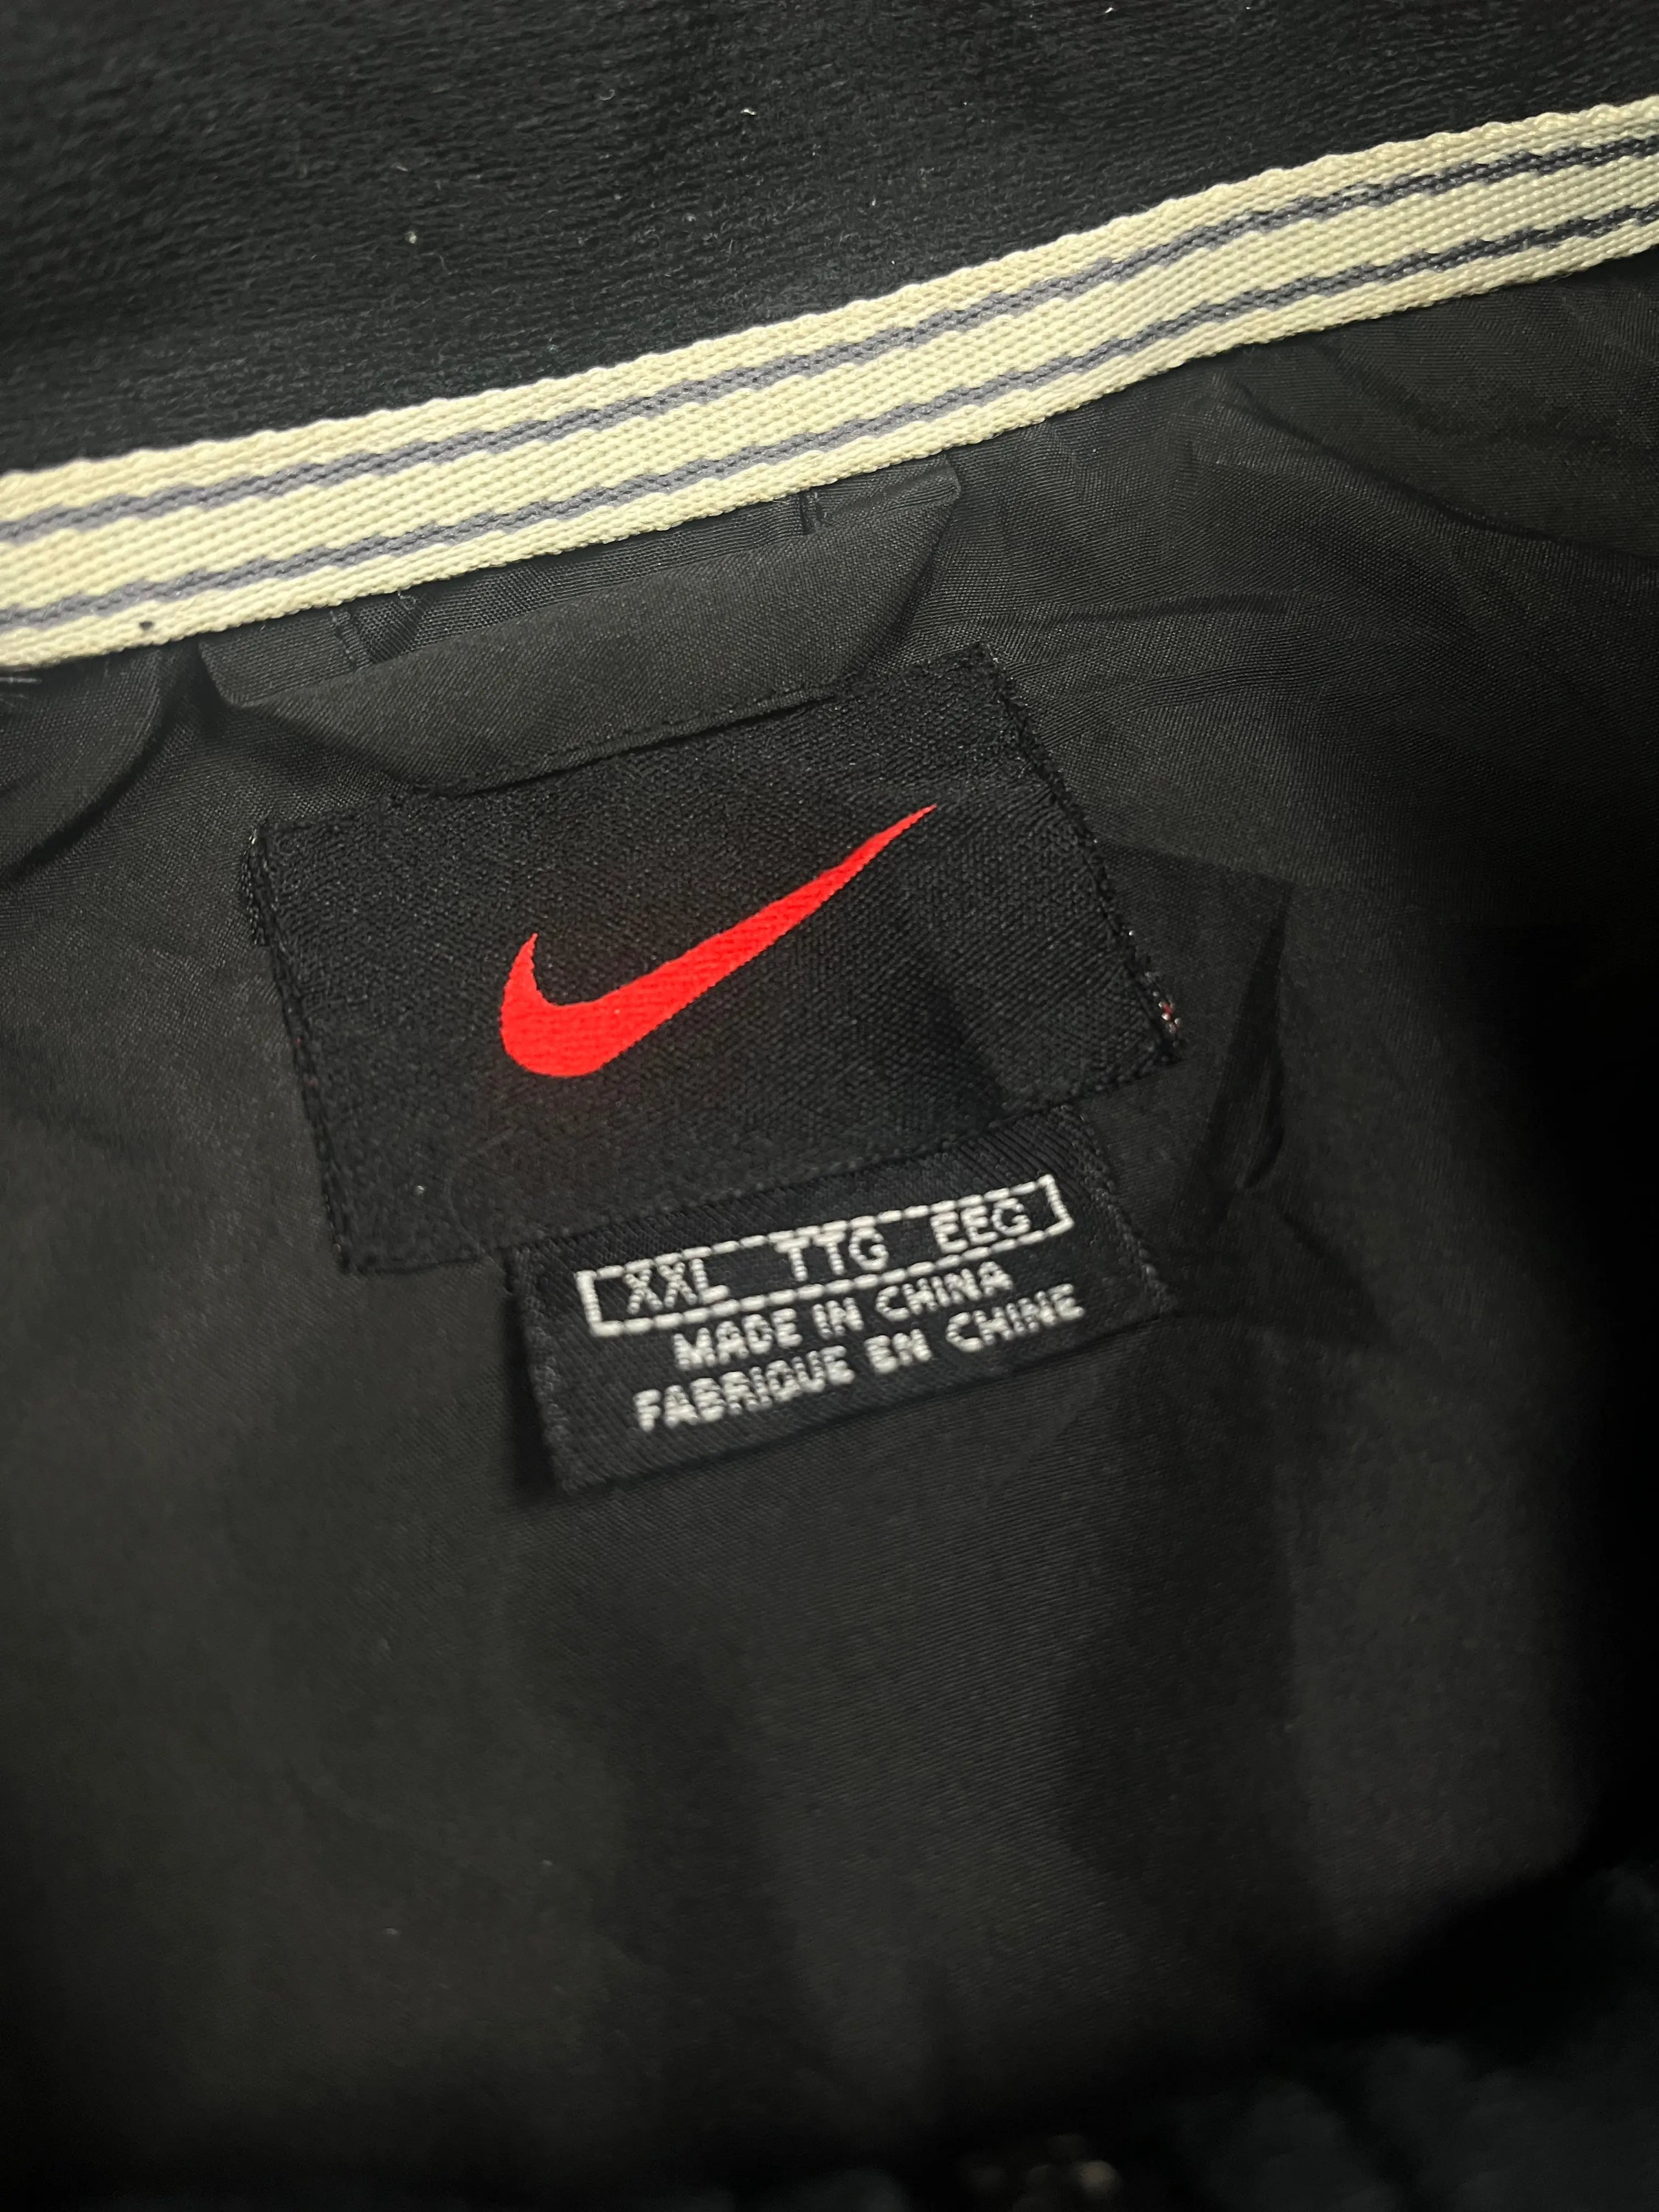 XXL TTG EEG
MADE IN CHINA
FABRIQUE EN CHINE